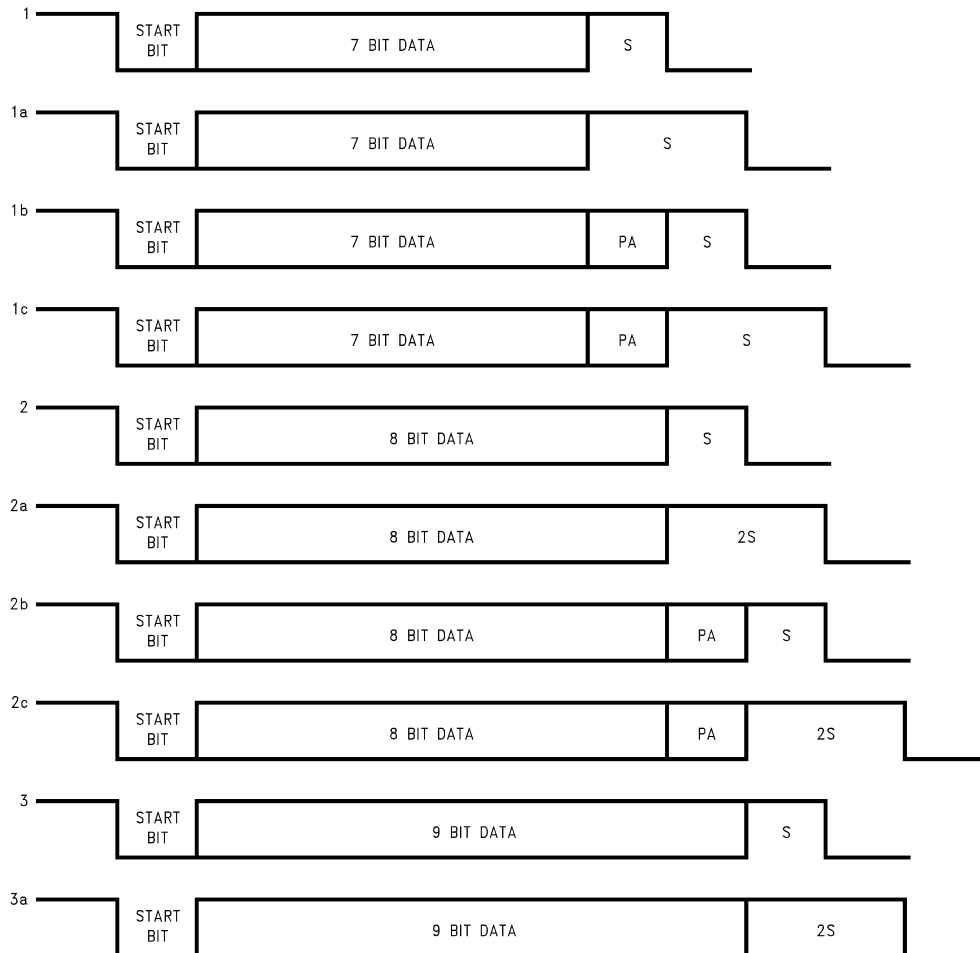 1
START
BIT
7 BIT DATA
S
1a
START
BIT
7 BIT DATA
S
1b
START
BIT
7 BIT DATA
PA
S
1c
START
BIT
7 BIT DATA
PA
S
2
START
BIT
8 BIT DATA
S
2a
START
BIT
8 BIT DATA
2S
2b
START
BIT
8 BIT DATA
PA
S
2c
START
BIT
8 BIT DATA
PA
2S
3
START
BIT
9 BIT DATA
S
3a
START
BIT
9 BIT DATA
2S